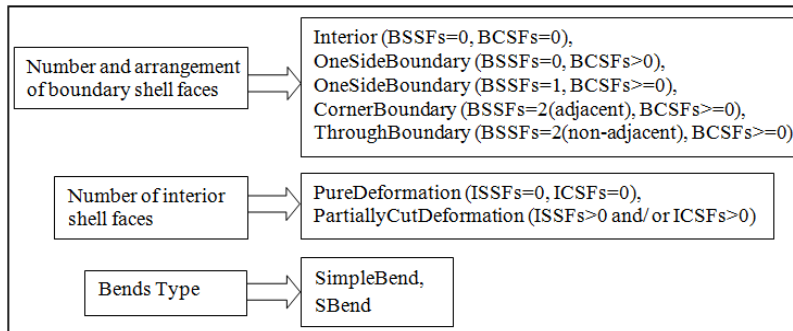 Number and arrangement
of boundary shell faces
Interior (BSSFs=0, BCSFs=0),
OneSideBoundary (BSSFs=0, BCSFs>0),
OneSideBoundary (BSSFs=1, BCSFs>=0),
CornerBoundary (BSSFs=2(adjacent), BCSFs>=0),
ThroughBoundary (BSSFs=2(non-adjacent), BCSFs>=0)
Number of interior
shell faces
PureDeformation (ISSFs=0, ICSFs=0),
PartiallyCutDeformation (ISSFs>0 and/ or ICSFs>0)
Bends Type
SimpleBend,
SBend